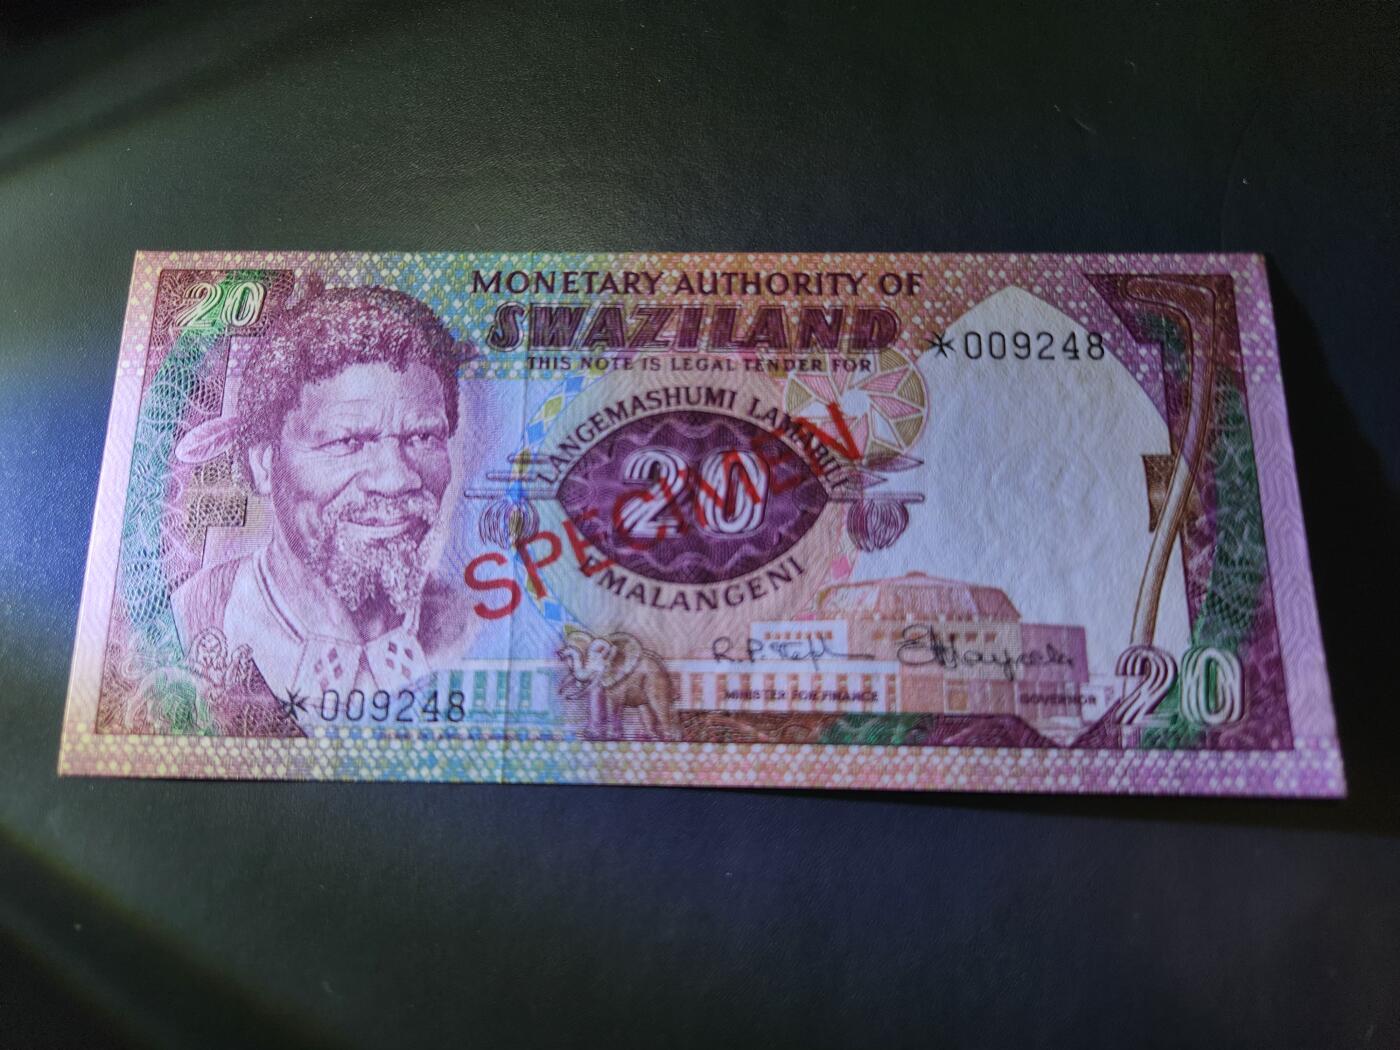 20
MONETARY AUTHORITY OF
SWAZILAND
THIS NOTE IS LEGAL TENDER FOR
*009248
LANGEMASHUMI LAMABILI
20
EMALANGENI
SPECIMEN
MINISTER FOR FINANCE
GOVERNOR
*009248
20